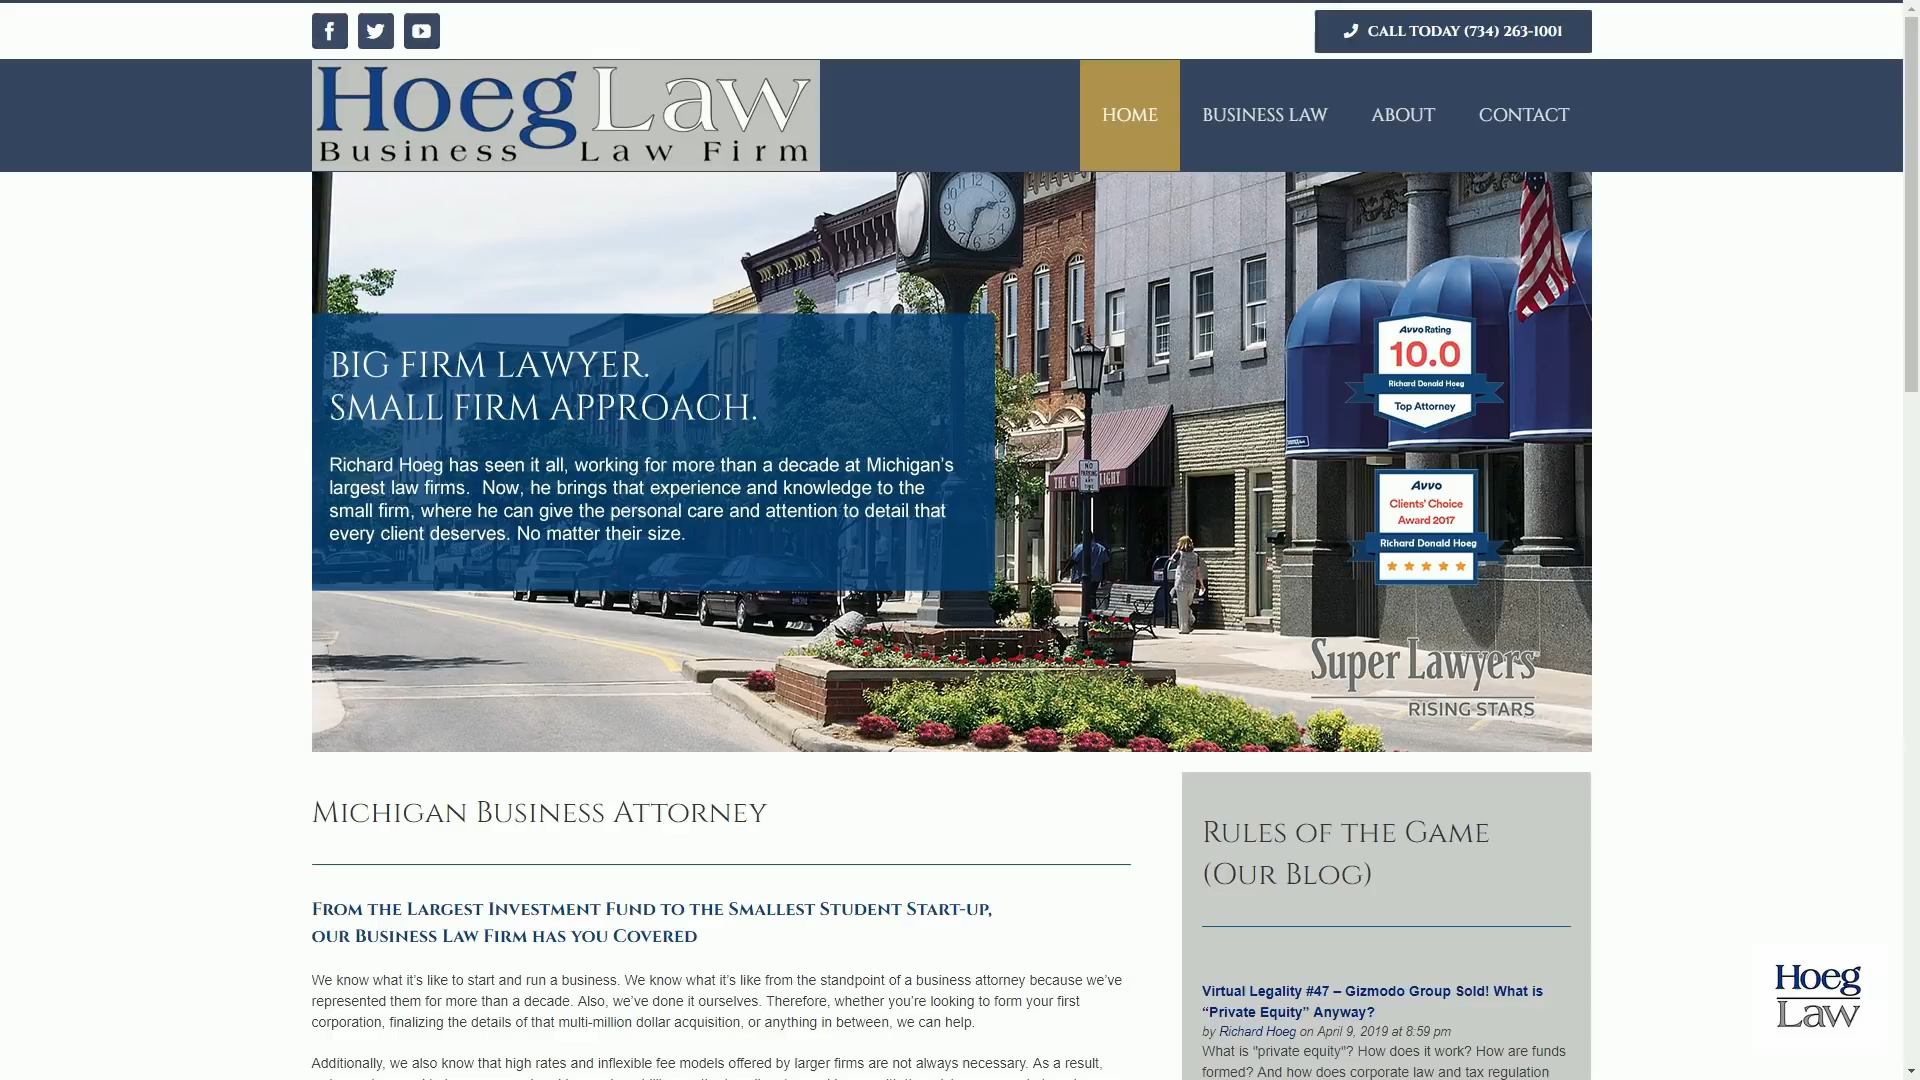 CALL TODAY (734) 263-1001
Hoeg Law
Business Law Firm
HOME
BUSINESS LAW
ABOUT
CONTACT
BIG FIRM LAWYER.
SMALL FIRM APPROACH.
Richard Hoeg has seen it all, working for more than a decade at Michigan’s
largest law firms. Now, he brings that experience and knowledge to the
small firm, where he can give the personal care and attention to detail that
every client deserves. No matter their size.
NO
PARKING
Avvo Rating
10.0
Richard Donald Hoeg
Top Attorney
Avvo
Clients’ Choice
Award 2017
Richard Donald Hoeg
Super Lawyers
RISING STARS
Michigan Business Attorney
From the Largest Investment Fund to the Smallest Student Start-up,
our Business Law Firm has you Covered
We know what it’s like to start and run a business. We know what it’s like from the standpoint of a business attorney because we’ve
represented them for more than a decade. Also, we’ve done it ourselves. Therefore, whether you’re looking to form your first
corporation, finalizing the details of that multi-million dollar acquisition, or anything in between, we can help.
Additionally, we also know that high rates and inflexible fee models offered by larger firms are not always necessary. As a result,
Rules of the Game
(Our Blog)
Virtual Legality #47 – Gizmodo Group Sold! What is
“Private Equity” Anyway?
by Richard Hoeg on April 9, 2019 at 8:59 pm
What is "private equity"? How does it work? How are funds
formed? And how does corporate law and tax regulation
Hoeg
Law